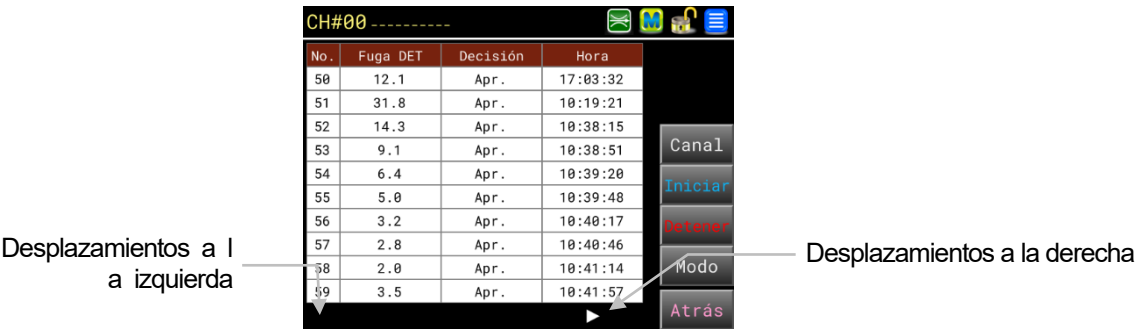 CH#00----------
No. Fuga DET Decisión Hora
50 12.1 Apr. 17:03:32
51 31.8 Apr. 10:19:21
52 14.3 Apr. 10:38:15
53 9.1 Apr. 10:38:51
54 6.4 Apr. 10:39:20
55 5.0 Apr. 10:39:48
56 3.2 Apr. 10:40:17
57 2.8 Apr. 10:40:46
58 2.0 Apr. 10:41:14
59 3.5 Apr. 10:41:57
M
Canal
Iniciar
Detener
Modo
Atrás
Desplazamientos a l
a izquierda
Desplazamientos a la derecha